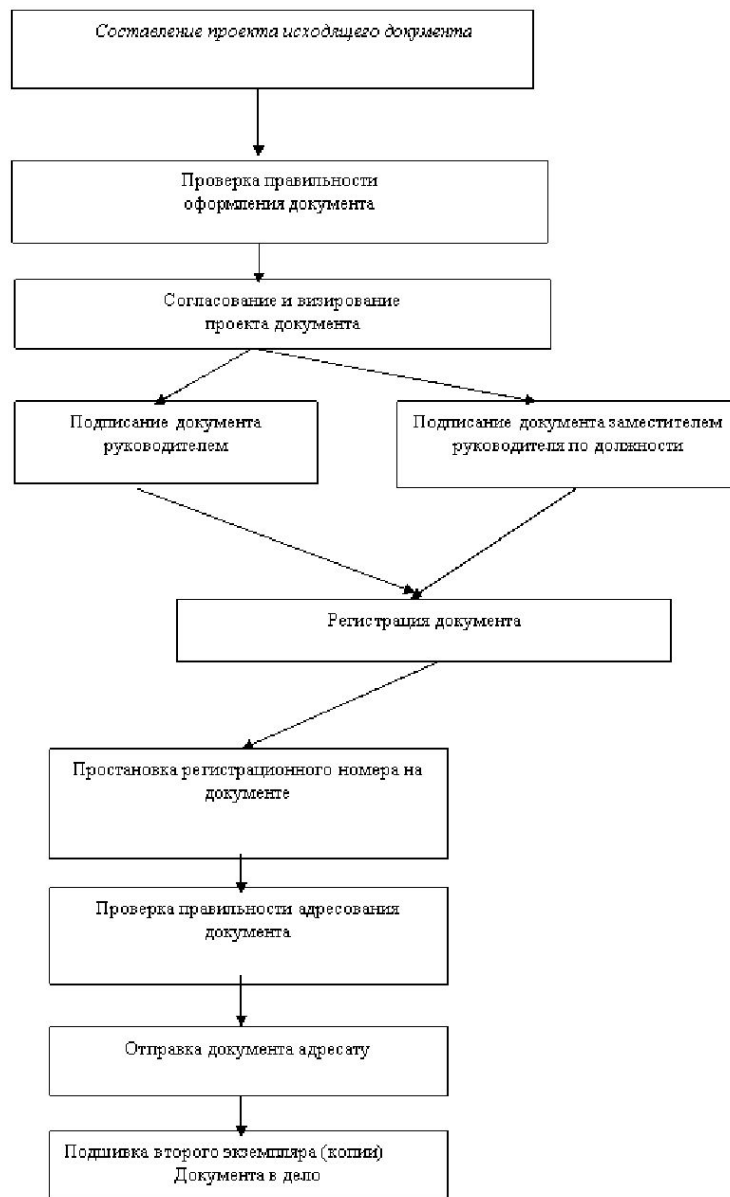 Составление проекта исходящего документа
Проверка правильности
оформления документа
Согласование и визирование
проекта документа
Подписание документа
руководителем
Подписание документа заместителем
руководителя по должности
Регистрация документа
Простановка регистрационного номера на
документе
Проверка правильности адресования
документа
Отправка документа адресату
Подшивка второго экземпляра (копии)
Документа в дело